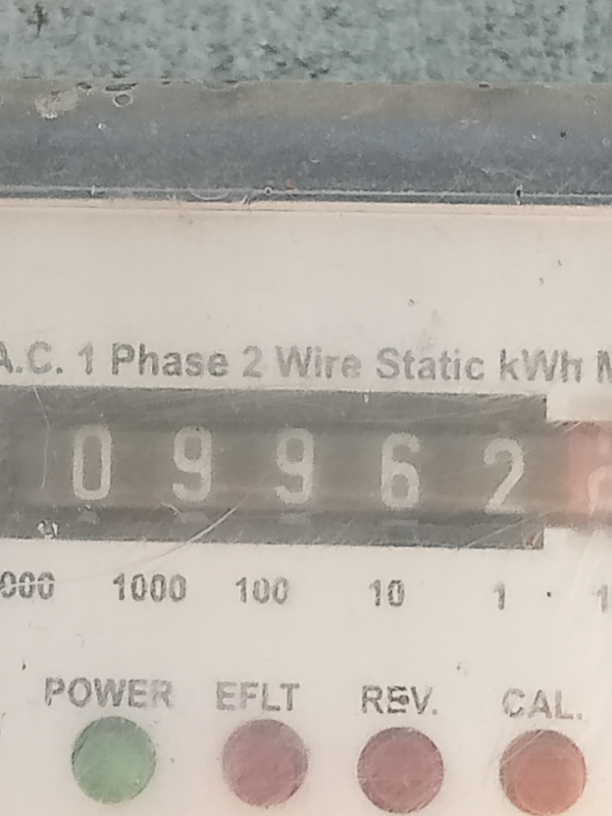 A.C. 1 Phase 2 Wire Static kWh M
0 9 9 6 2
000 1000 100 10 1 . 1
POWER EFLT REV. CAL.